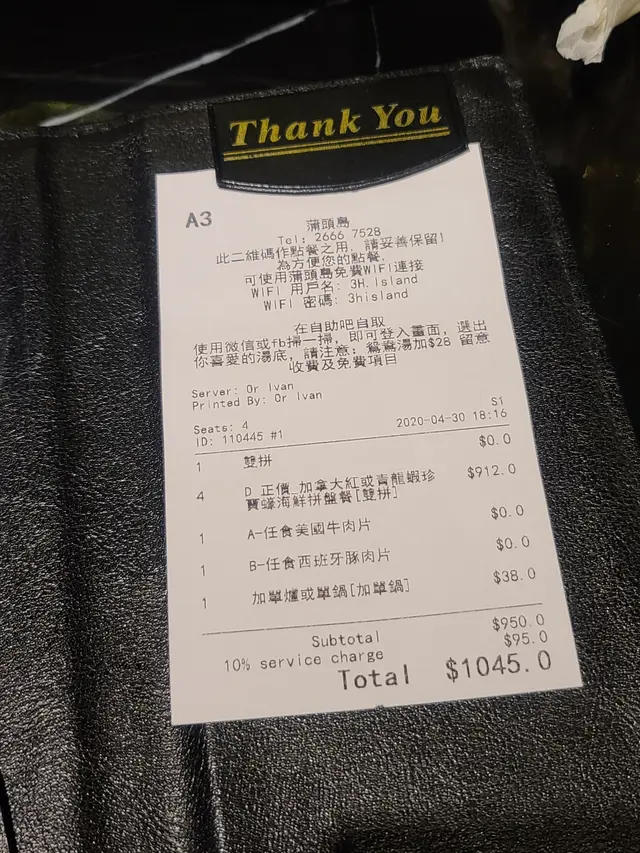 Thank You
A3
蒲頭島
Tel: 2666 7528
此二維碼作點餐之用，請妥善保留!
為方便您的點餐，
可使用蒲頭島免費WIFI連接
WIFI 用戶名: 3H.Island
WIFI 密碼: 3hisland
在自助吧自取
使用微信或fb掃一掃，即可登入畫面，選出
你喜愛的湯底，請注意：鴛鴦湯加$28 留意
收費及免費項目
Server: Or Ivan
Printed By: Or Ivan
S1
Seats: 4
2020-04-30 18:16
ID: 110445 #1
1 雙拼 $0.0
4 D 正價_加拿大紅或青龍蝦珍 $912.0
寶蠔海鮮拼盤餐[雙拼]
1 A-任食美國牛肉片 $0.0
1 B-任食西班牙豚肉片 $0.0
1 加單爐或單鍋[加單鍋] $38.0
Subtotal $950.0
10% service charge $95.0
Total $1045.0